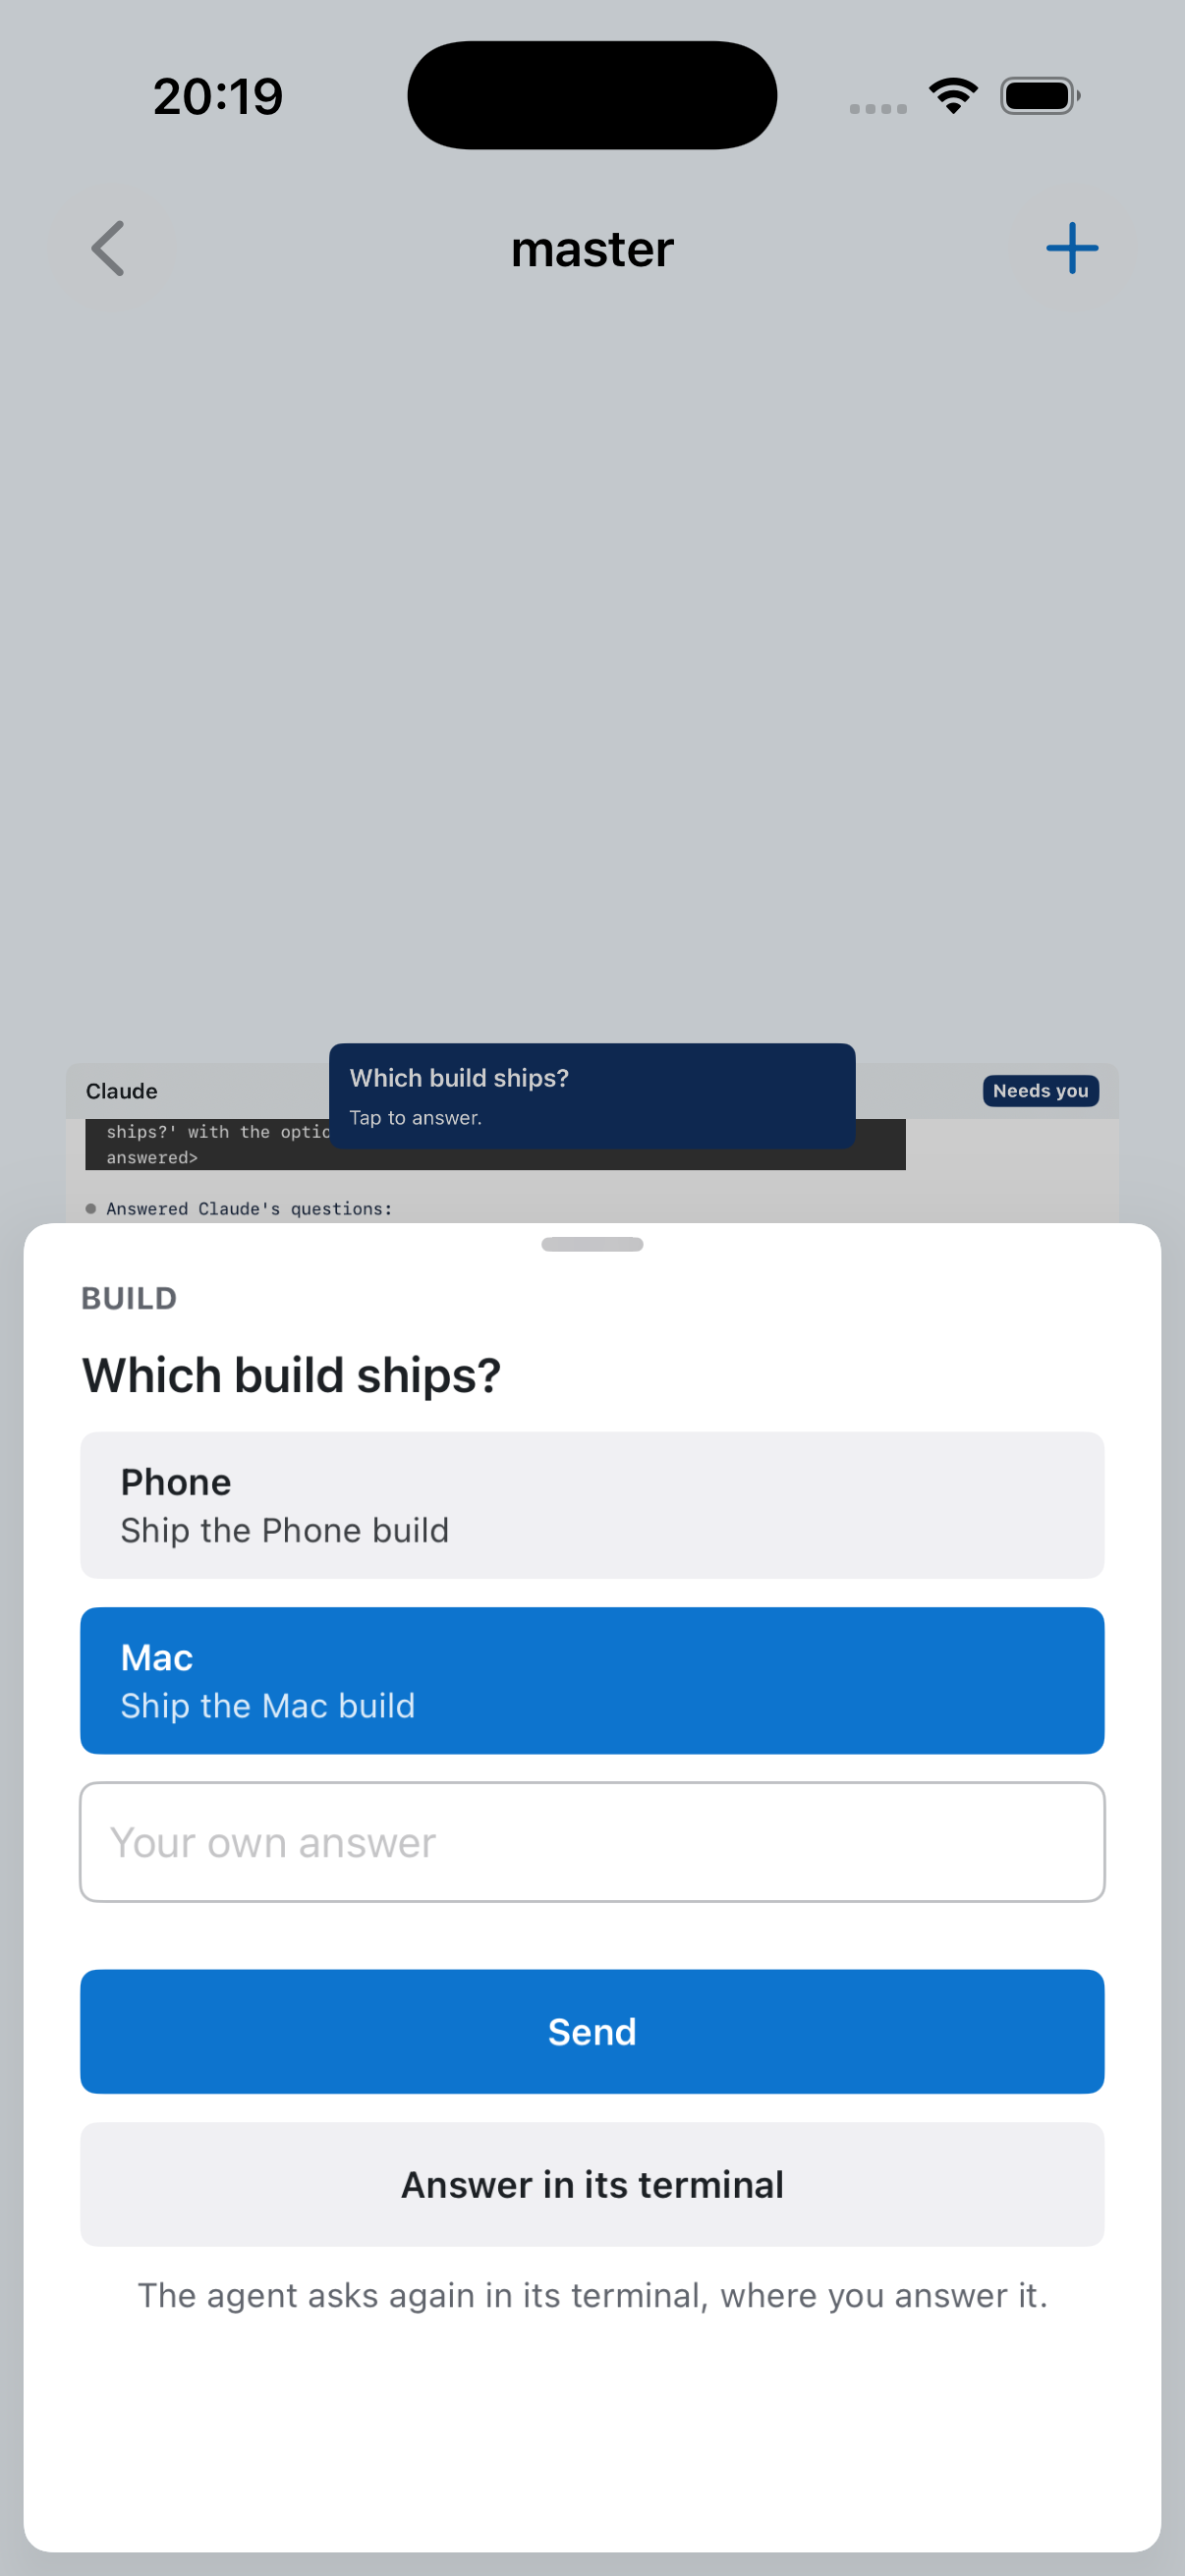 20:19
master
Claude
Which build ships?
Tap to answer.
Needs you
ships?' with the optio
answered>
Answered Claude's questions:
BUILD
Which build ships?
Phone
Ship the Phone build
Mac
Ship the Mac build
Your own answer
Send
Answer in its terminal
The agent asks again in its terminal, where you answer it.